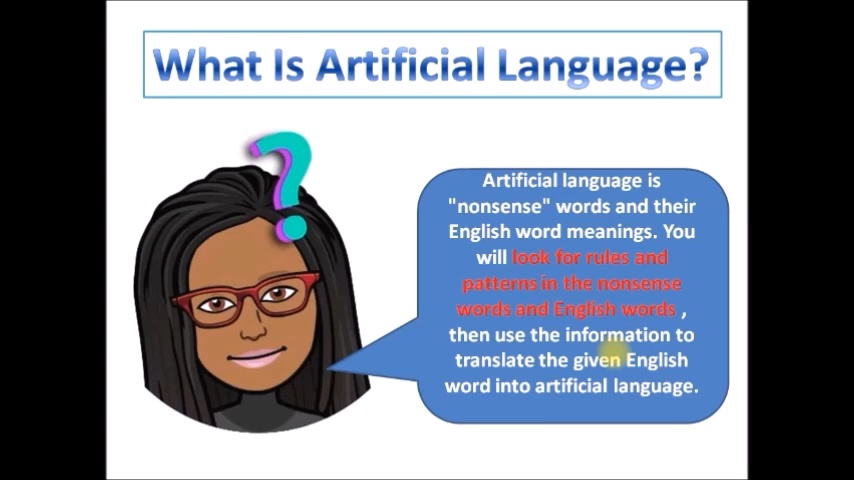 What Is Artificial Language?
Artificial language is
"nonsense" words and their
English word meanings. You
will look for rules and
patterns in the nonsense
words and English words ,
then use the information to
translate the given English
word into artificial language.